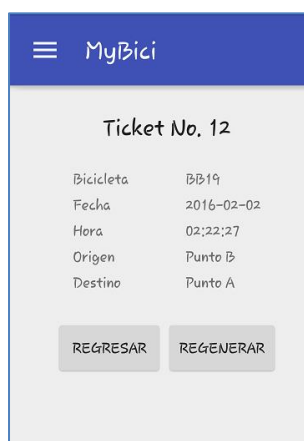 MyBici
Ticket No. 12
Bicicleta BB19
Fecha 2016-02-02
Hora 02:22:27
Origen Punto B
Destino Punto A
REGRESAR REGENERAR